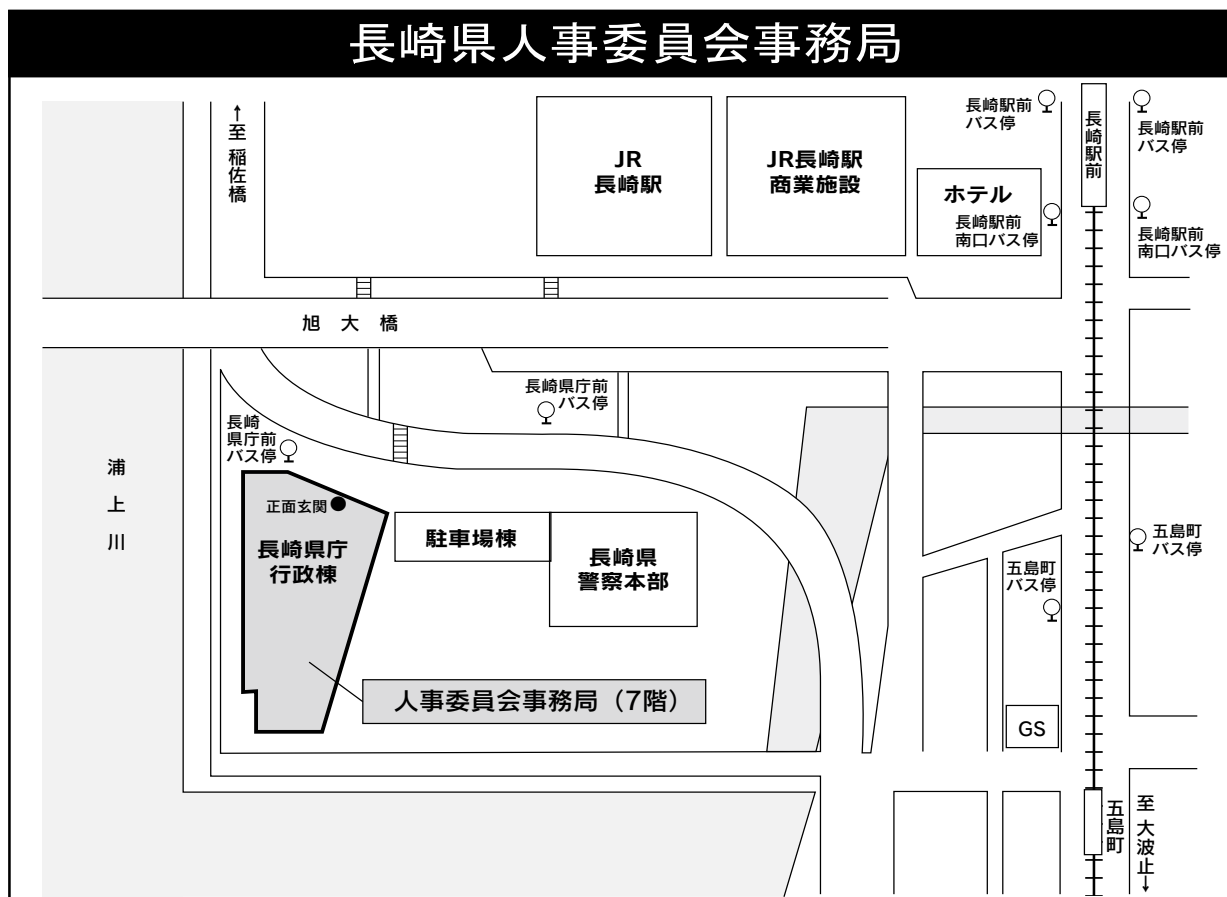 長崎県人事委員会事務局
↑至 稲佐橋
JR
長崎駅
JR長崎駅
商業施設
長崎駅前
バス停
長崎駅前
長崎駅前
バス停
ホテル
長崎駅前
南口バス停
長崎駅前
南口バス停
旭大橋
長崎県庁前
バス停
長崎
県庁前
バス停
浦上川
正面玄関
長崎県庁
行政棟
駐車場棟
長崎県
警察本部
五島町
バス停
五島町
バス停
人事委員会事務局（7階）
GS
五島町
至 大波止→